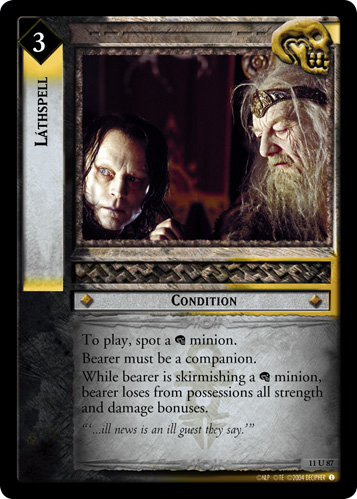 3
LÁTHSPELL
CONDITION
To play, spot a minion.
Bearer must be a companion.
While bearer is skirmishing a minion,
bearer loses from possessions all strength
and damage bonuses.
“‘...ill news is an ill guest they say.’”
11 U 87
©NLP ©TE ©2004 DECIPHER 1